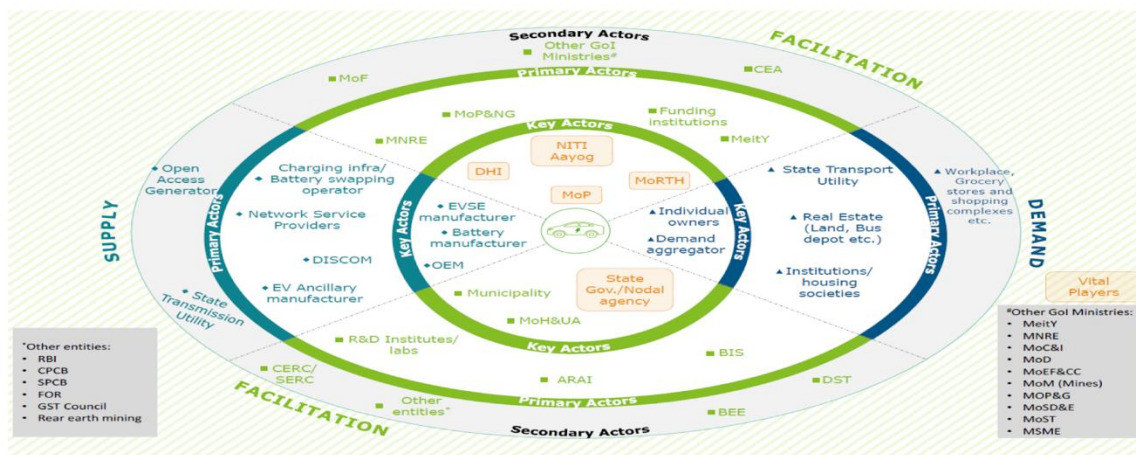 Secondary Actors
FACILITATION
■ Other GoI
Ministries#
■ MoF
■ CEA
Primary Actors
■ MoP&NG
■ Funding
institutions
■ MNRE
■ MeitY
Key Actors
NITI
Aayog
DHI
MoRTH
MoP
SUPPLY
◆ Open
Access
Generator
◆ State
Transmission
Utility
Primary Actors
Charging infra/
◆ Battery swapping
operator
◆ Network Service
Providers
◆ DISCOM
◆ EV Ancillary
manufacturer
Key Actors
◆ EVSE
manufacturer
◆ Battery
manufacturer
◆ OEM
▲ Individual
owners
▲ Demand
aggregator
Key Actors
▲ State Transport
Utility
▲ Real Estate
(Land, Bus
depot etc.)
▲ Institutions/
housing
societies
Primary Actors
▲ Workplace,
Grocery
stores and
shopping
complexes
etc.
DEMAND
State
Gov./Nodal
agency
■ Municipality
■ MoH&UA
Key Actors
■ R&D Institutes/
labs
■ BIS
■ ARAI
Primary Actors
■ CERC/
SERC
■ DST
■ Other
entities*
■ BEE
FACILITATION
Secondary Actors
*Other entities:
• RBI
• CPCB
• SPCB
• FOR
• GST Council
• Rear earth mining
Vital
Players
#Other GoI Ministries:
• MeitY
• MNRE
• MoC&I
• MoD
• MoEF&CC
• MoM (Mines)
• MOP&G
• MoSD&E
• MoST
• MSME